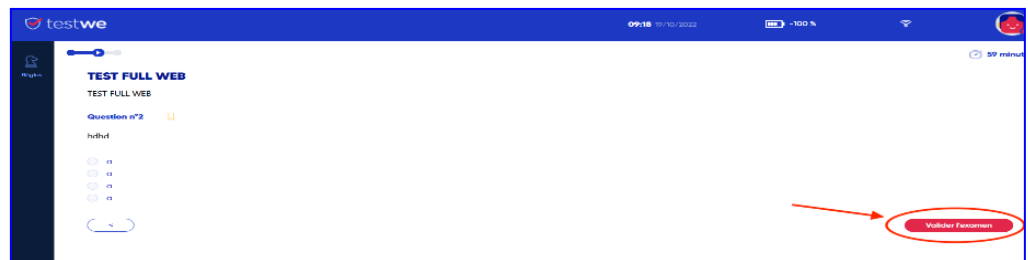 testwe
09:18 19/10/2022
-100 %
Règles
59 minut
TEST FULL WEB
TEST FULL WEB
Question n°2
hdhd
a
a
a
a
<
Valider l'examen